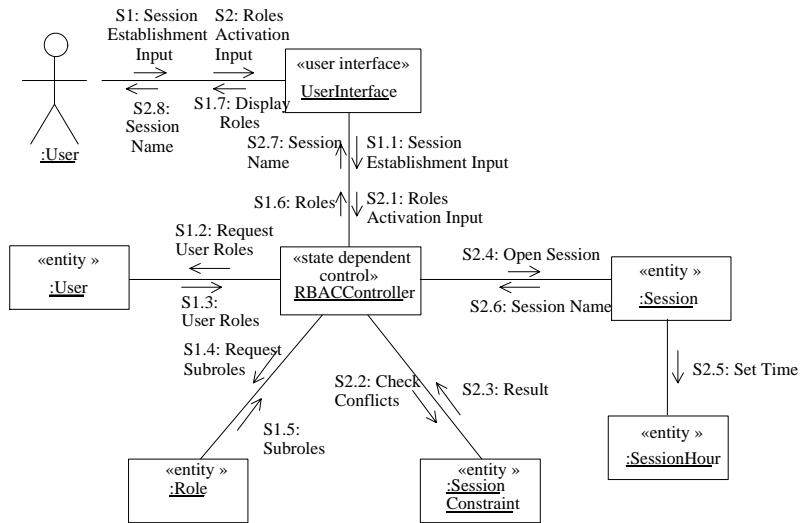 S1: Session
Establishment
Input
S2: Roles
Activation
Input
«user interface»
UserInterface
S2.8:
Session
Name
S1.7: Display
Roles
:User
S2.7: Session
Name
S1.1: Session
Establishment Input
S1.6: Roles
S2.1: Roles
Activation Input
S1.2: Request
User Roles
«entity »
:User
S1.3:
User Roles
«state dependent
control»
RBACController
S2.4: Open Session
S2.6: Session Name
«entity »
:Session
S1.4: Request
Subroles
S1.5:
Subroles
S2.2: Check
Conflicts
S2.3: Result
S2.5: Set Time
«entity »
:Role
«entity »
:Session
Constraint
«entity »
:SessionHour